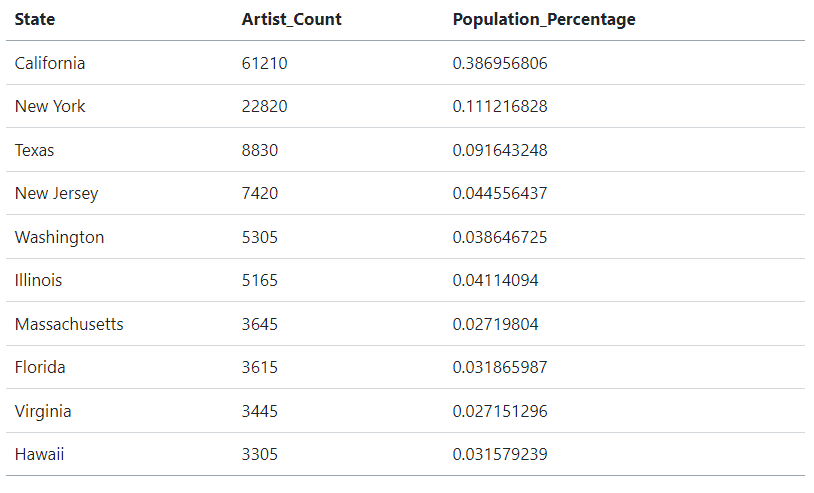 State Artist_Count Population_Percentage
California 61210 0.386956806
New York 22820 0.111216828
Texas 8830 0.091643248
New Jersey 7420 0.044556437
Washington 5305 0.038646725
Illinois 5165 0.04114094
Massachusetts 3645 0.02719804
Florida 3615 0.031865987
Virginia 3445 0.027151296
Hawaii 3305 0.031579239